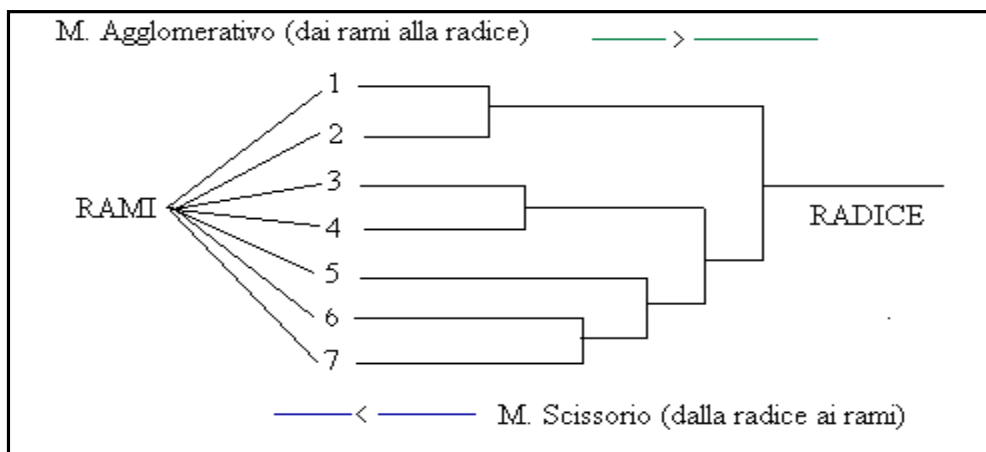 M. Agglomerativo (dai rami alla radice)
1
2
3
RAMI
4
RADICE
5
6
7
M. Scissorio (dalla radice ai rami)